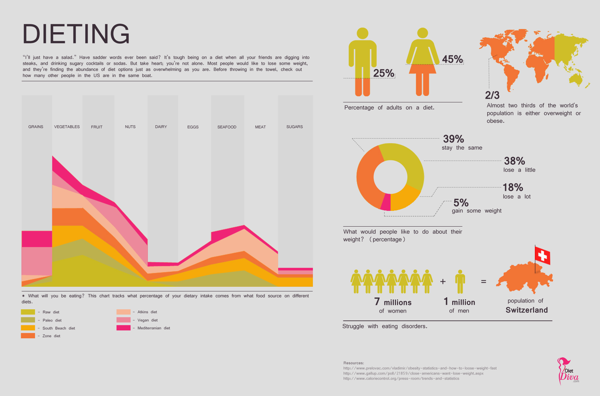 DIETING
"I'll just have a salad." Have sadder words ever been said? It's tough being on a diet when all your friends are digging into
steaks, and drinking sugary cocktails or sodas. But take heart; you're not alone. Most people would like to lose some weight,
and they're finding the abundance of diet options just as overwhelming as you are. Before throwing in the towel, check out
how many other people in the US are in the same boat.
GRAINS VEGETABLES FRUIT NUTS DAIRY EGGS SEAFOOD MEAT SUGARS
* What will you be eating? This chart tracks what percentage of your dietary intake comes from what food source on different
diets.
- Raw diet
- Paleo diet
- South Beach diet
- Zone diet
- Atkins diet
- Vegan diet
- Mediterranean diet
25%
45%
Percentage of adults on a diet.
2/3
Almost two thirds of the world's
population is either overweight or
obese.
39%
stay the same
38%
lose a little
18%
lose a lot
5%
gain some weight
What would people like to do about their
weight? (percentage)
+ =
7 millions
of women
1 million
of men
population of
Switzerland
Struggle with eating disorders.
Resources:
Diet
Diva